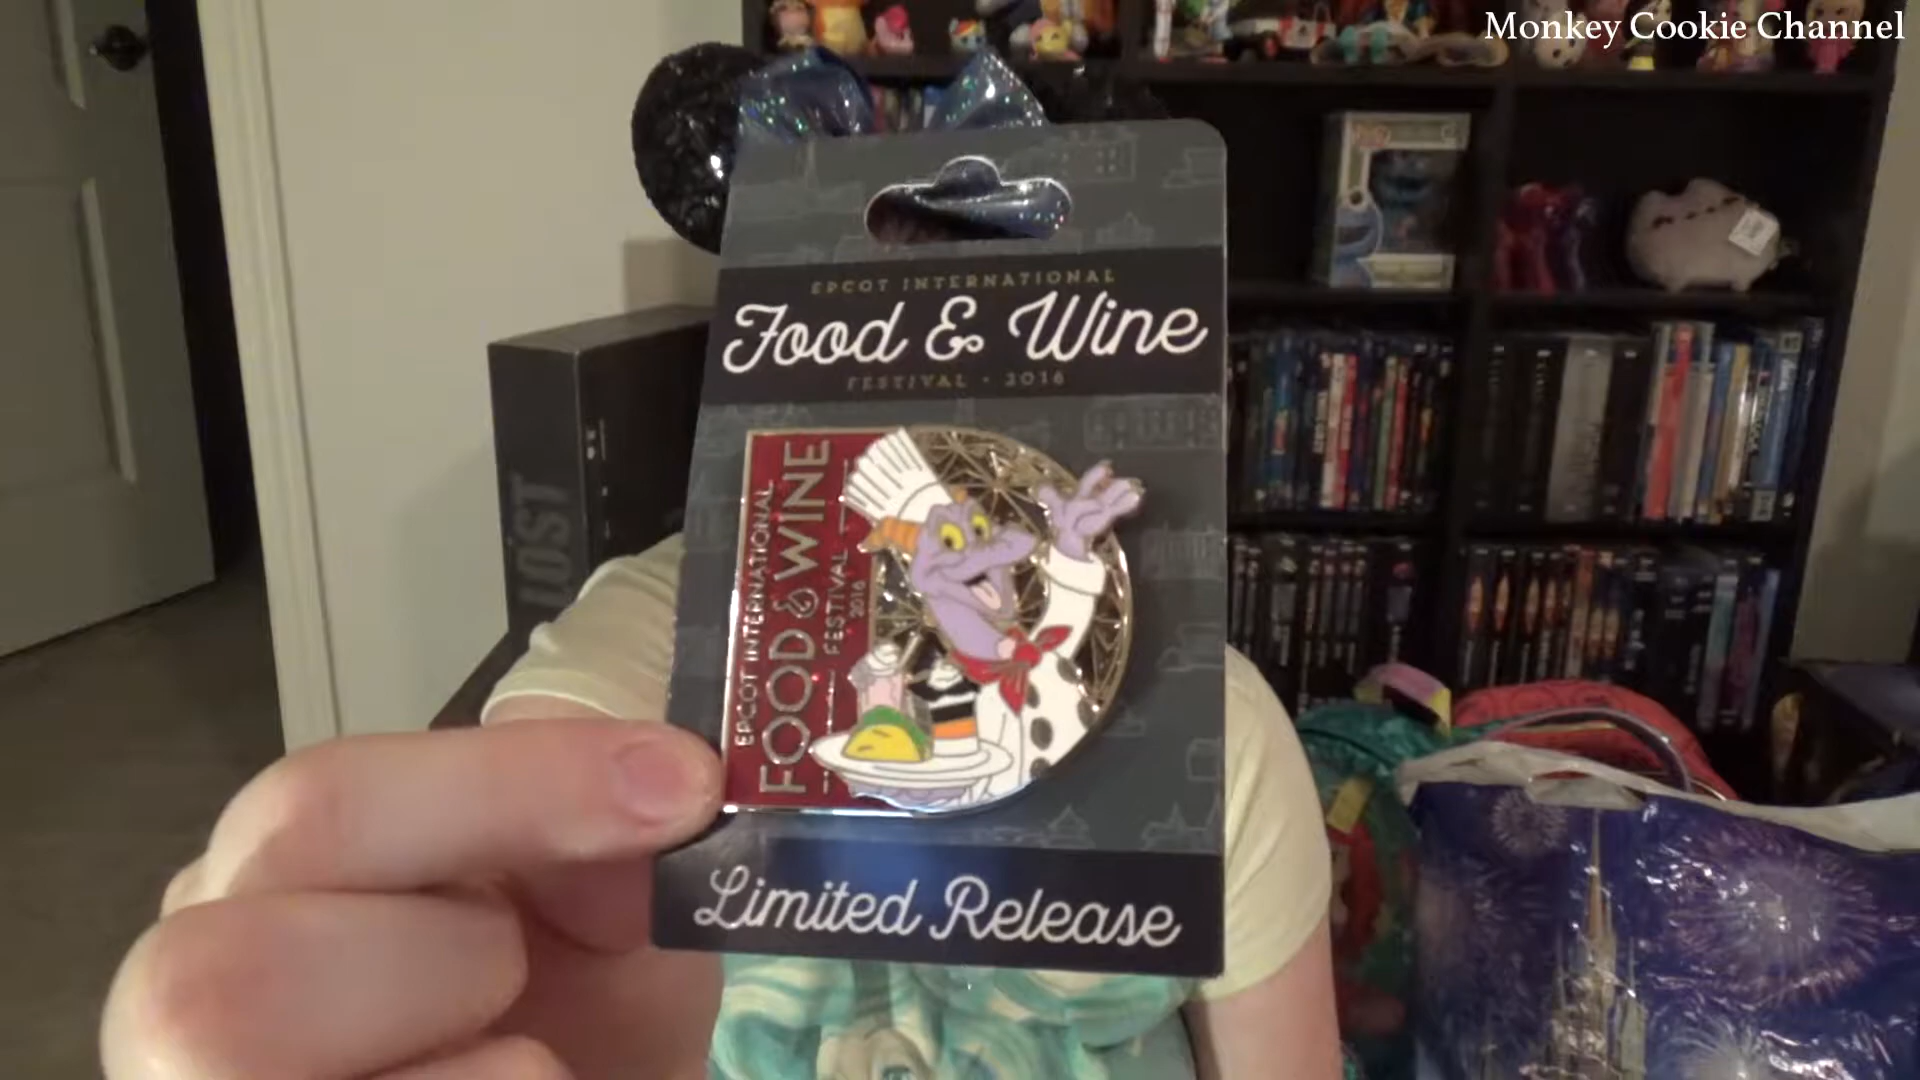 Monkey Cookie Channel
EPCOT INTERNATIONAL
Food & Wine
FESTIVAL • 2016
EPCOT INTERNATIONAL
FOOD & WINE
FESTIVAL
2016
LOST
Limited Release